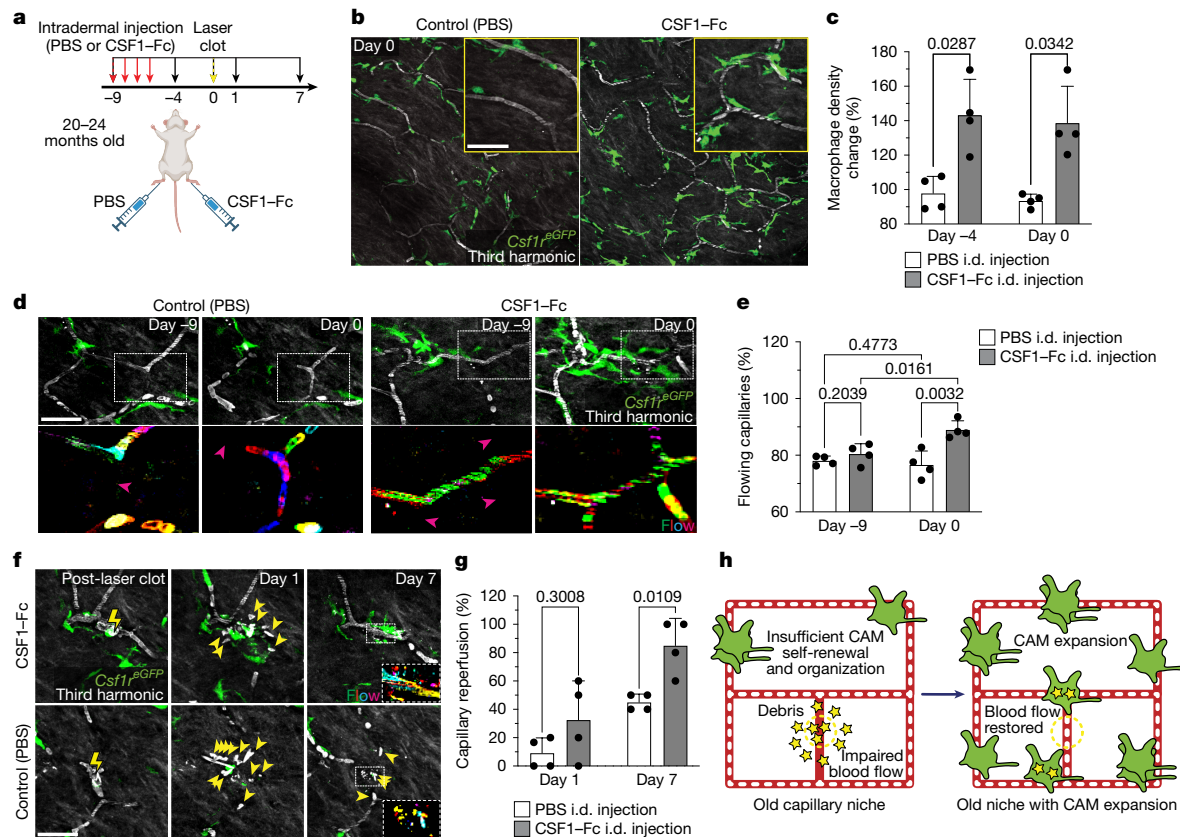 a
Intradermal injection
(PBS or CSF1–Fc)
Laser
clot
–9
–4
0
1
7
20–24
months old
PBS
CSF1–Fc
b
Control (PBS)
CSF1–Fc
Day 0
Csf1r^eGFP
Third harmonic
c
Macrophage density
change (%)
180
160
140
120
100
80
0.0287
0.0342
Day –4
Day 0
PBS i.d. injection
CSF1–Fc i.d. injection
d
Control (PBS)
CSF1–Fc
Day –9
Day 0
Day –9
Day 0
Csf1r^eGFP
Third harmonic
Flow
e
Flowing capillaries (%)
120
100
80
60
0.4773
0.0161
0.2039
0.0032
Day –9
Day 0
PBS i.d. injection
CSF1–Fc i.d. injection
f
CSF1–Fc
Control (PBS)
Post-laser clot
Day 1
Day 7
Csf1r^eGFP
Third harmonic
Flow
g
Capillary reperfusion (%)
120
100
80
60
40
20
0
0.3008
0.0109
Day 1
Day 7
PBS i.d. injection
CSF1–Fc i.d. injection
h
Insufficient CAM
self-renewal
and organization
Debris
Impaired
blood flow
Old capillary niche
CAM expansion
Blood flow
restored
Old niche with CAM expansion